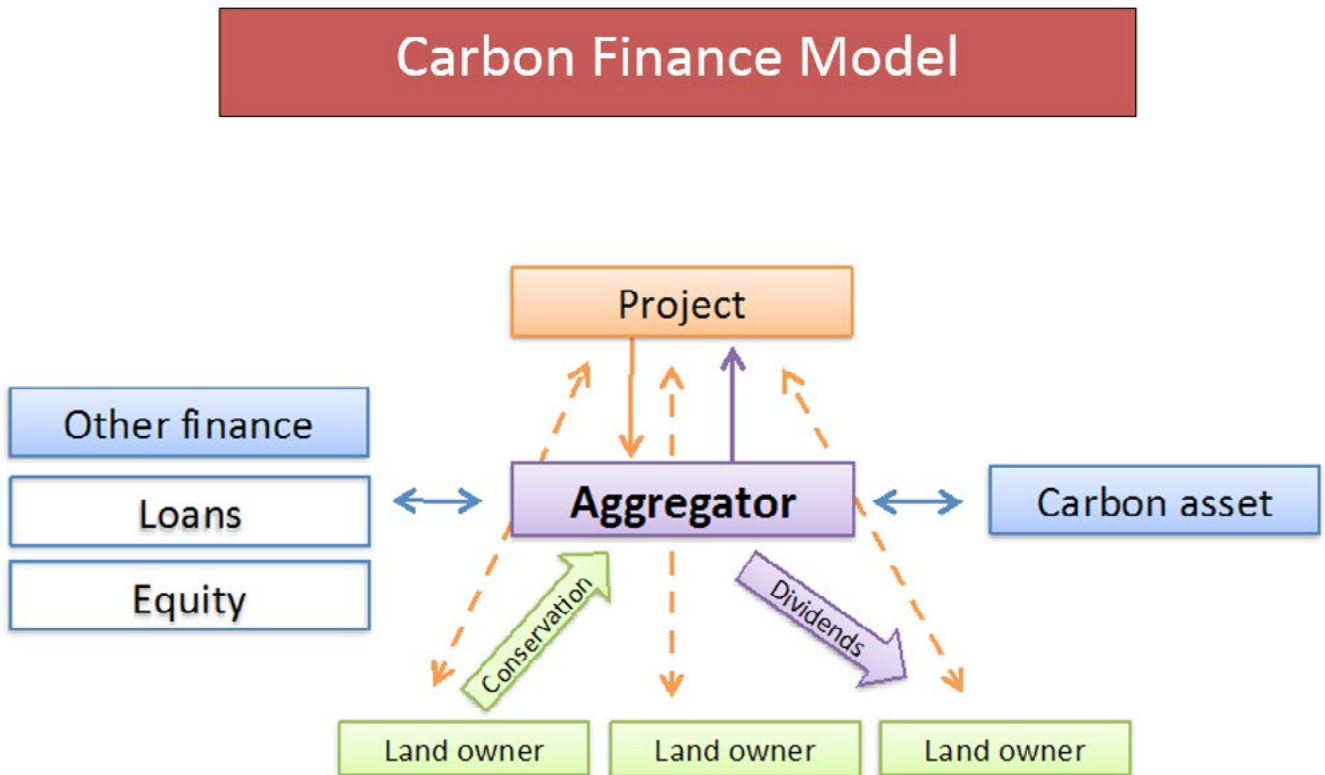 Carbon Finance Model
Project
Other finance
Loans
Equity
Aggregator
Carbon asset
Conservation
Dividends
Land owner
Land owner
Land owner